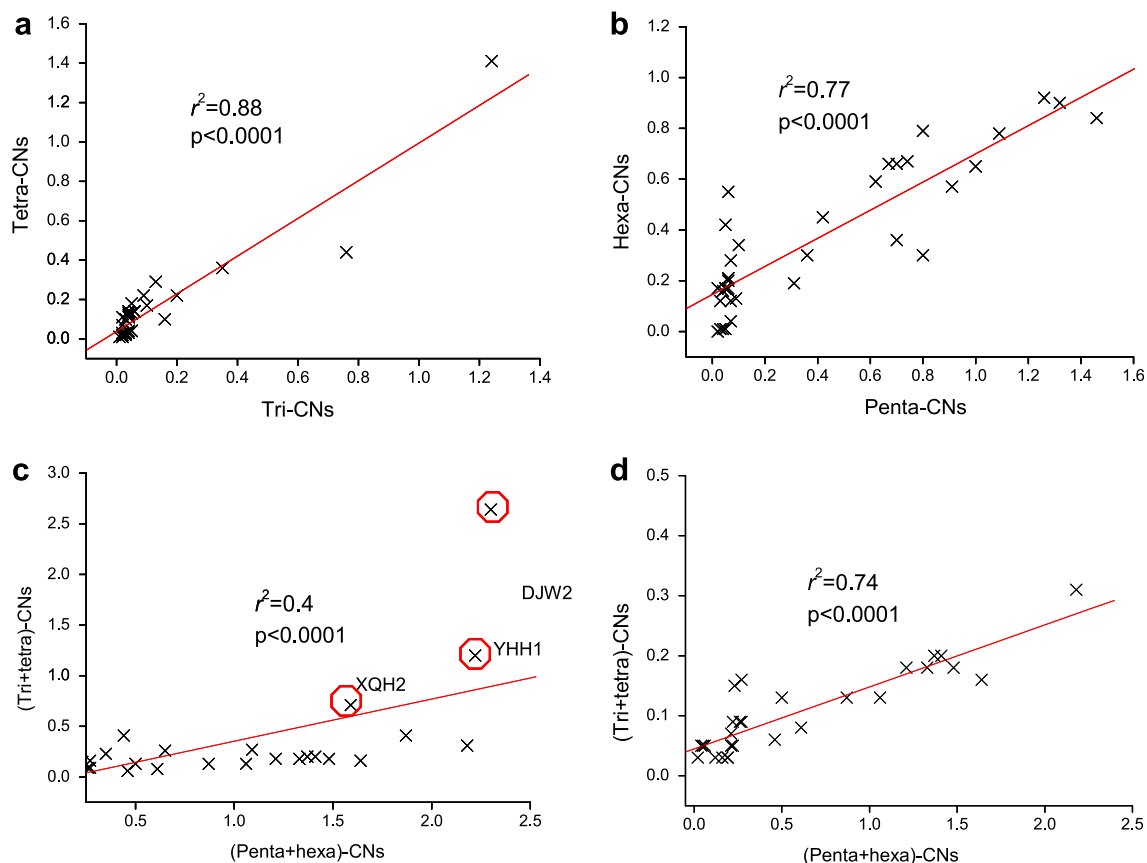 a
1.6
1.4
1.2
1.0
0.8
0.6
0.4
0.2
0.0
Tetra-CNs
r²=0.88
p<0.0001
0.0 0.2 0.4 0.6 0.8 1.0 1.2 1.4
Tri-CNs
b
1.2
1.0
0.8
0.6
0.4
0.2
0.0
Hexa-CNs
r²=0.77
p<0.0001
0.0 0.2 0.4 0.6 0.8 1.0 1.2 1.4 1.6
Penta-CNs
c
3.0
2.5
2.0
1.5
1.0
0.5
0.0
(Tri+tetra)-CNs
r²=0.4
p<0.0001
DJW2
YHH1
XQH2
0.5 1.0 1.5 2.0 2.5
(Penta+hexa)-CNs
d
0.5
0.4
0.3
0.2
0.1
0.0
(Tri+tetra)-CNs
r²=0.74
p<0.0001
0.0 0.5 1.0 1.5 2.0 2.5
(Penta+hexa)-CNs